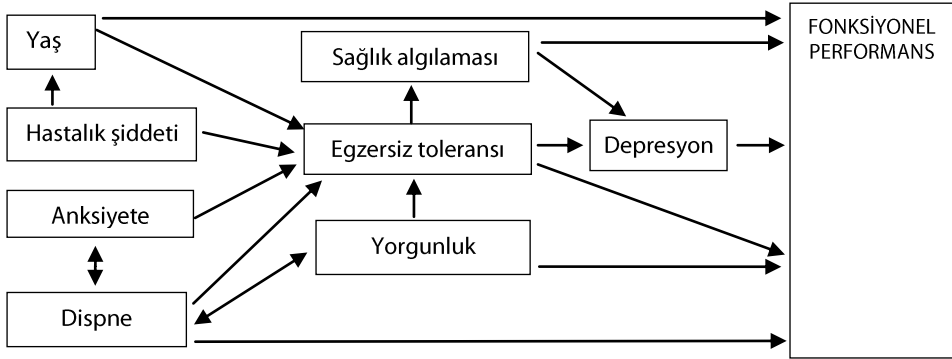 Yaş
Hastalık şiddeti
Anksiyete
Dispne
Sağlık algılaması
Egzersiz toleransı
Yorgunluk
Depresyon
FONKSİYONEL
PERFORMANS